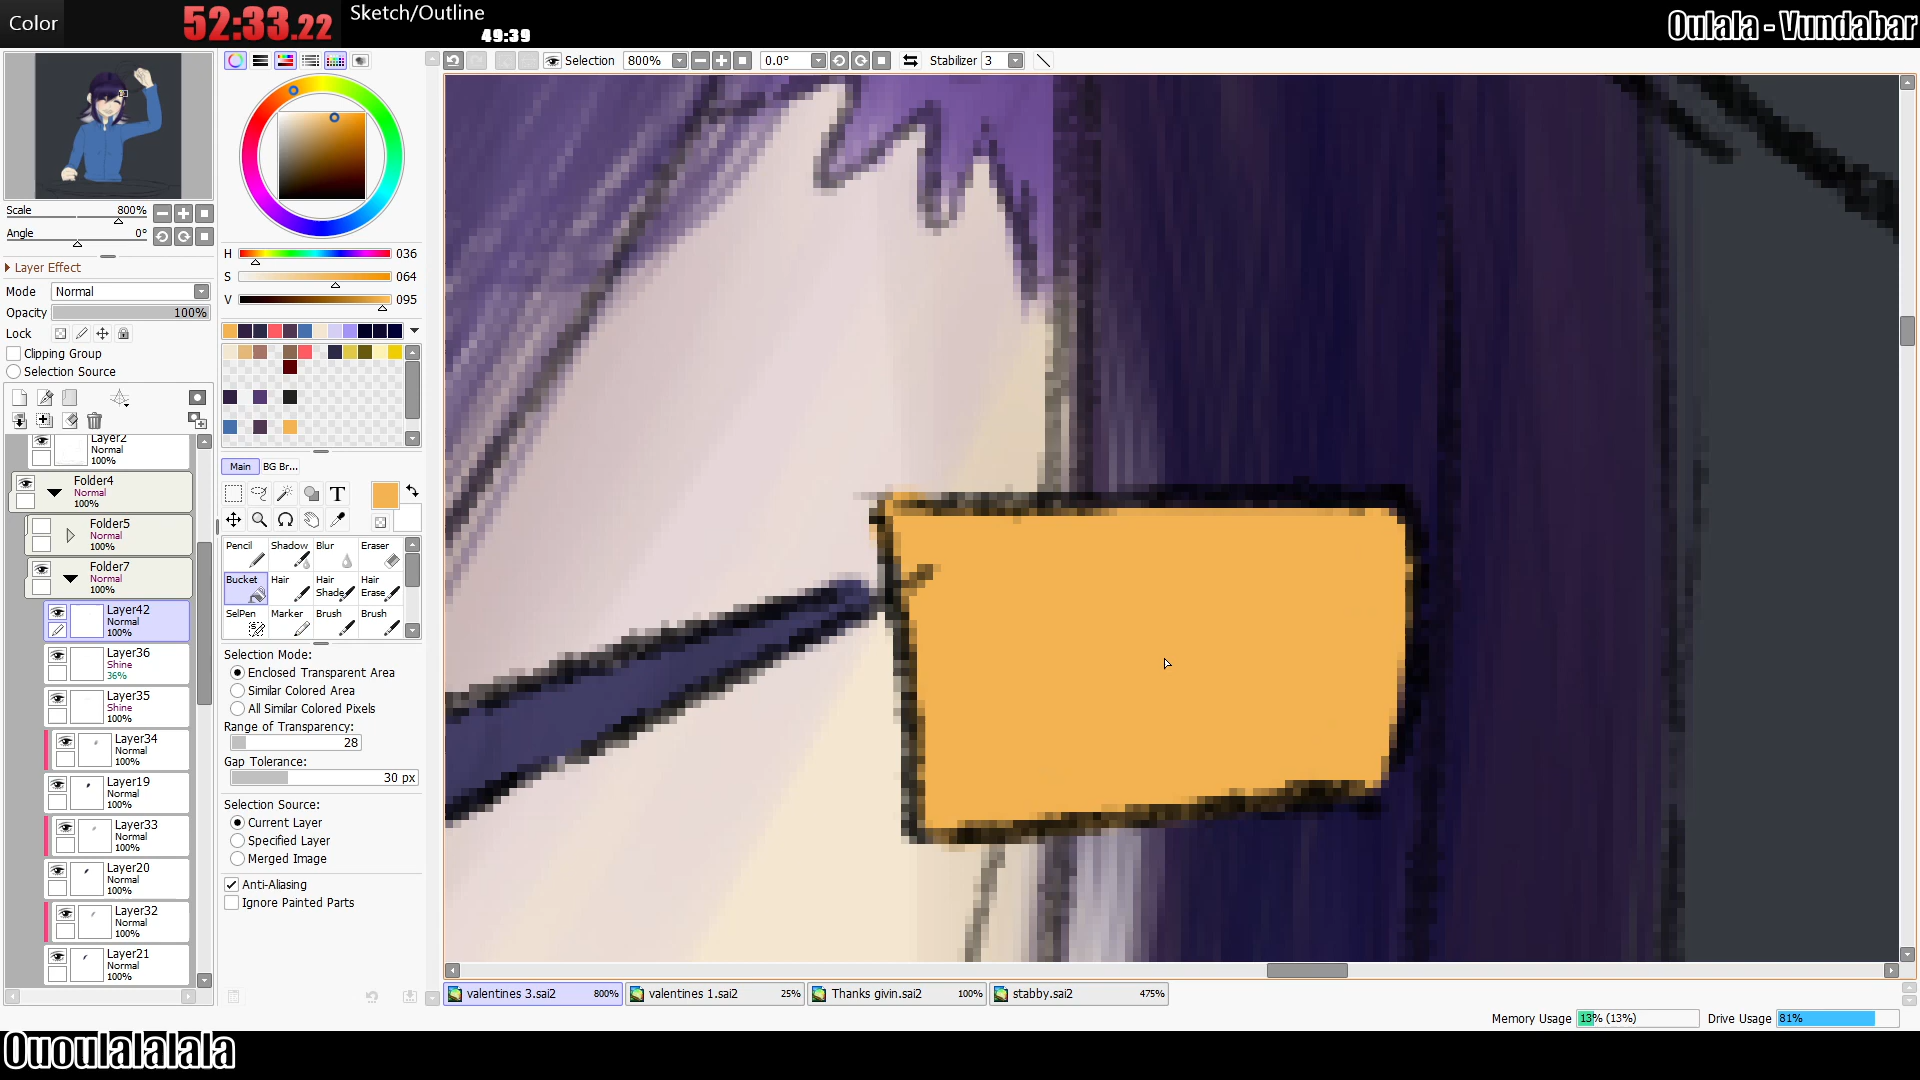 Color
52:33.22
Sketch/Outline
49:39
Oulala - Vundabar
Selection
800%
0.0°
Stabilizer 3
Scale 800%
Angle 0°
Layer Effect
Mode Normal
Opacity 100%
Lock
Clipping Group
Selection Source
Layer2
Normal
100%
Folder4
Normal
100%
Folder5
Normal
100%
Folder7
Normal
100%
Layer42
Normal
100%
Layer36
Shine
36%
Layer35
Shine
100%
Layer34
Normal
100%
Layer19
Normal
100%
Layer33
Normal
100%
Layer20
Normal
100%
Layer32
Normal
100%
Layer21
Normal
100%
H 036
S 064
V 095
Main BG Br...
T
Pencil Shadow Blur Eraser
Bucket Hair Hair Shade Hair Erase
SelPen Marker Brush Brush
Selection Mode:
Enclosed Transparent Area
Similar Colored Area
All Similar Colored Pixels
Range of Transparency:
28
Gap Tolerance:
30 px
Selection Source:
Current Layer
Specified Layer
Merged Image
Anti-Aliasing
Ignore Painted Parts
valentines 3.sai2 800%
valentines 1.sai2 25%
Thanks givin.sai2 100%
stabby.sai2 475%
Memory Usage 13% (13%)
Drive Usage 81%
Ououlalalala